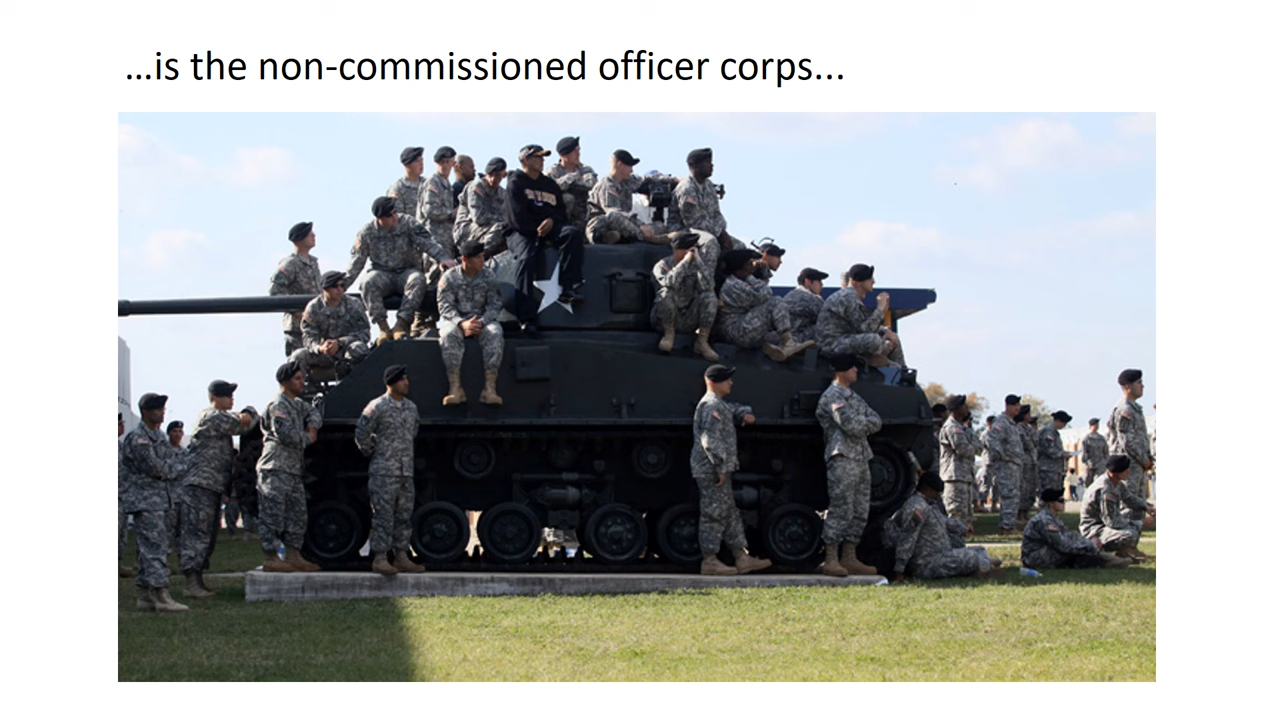 …is the non-commissioned officer corps…